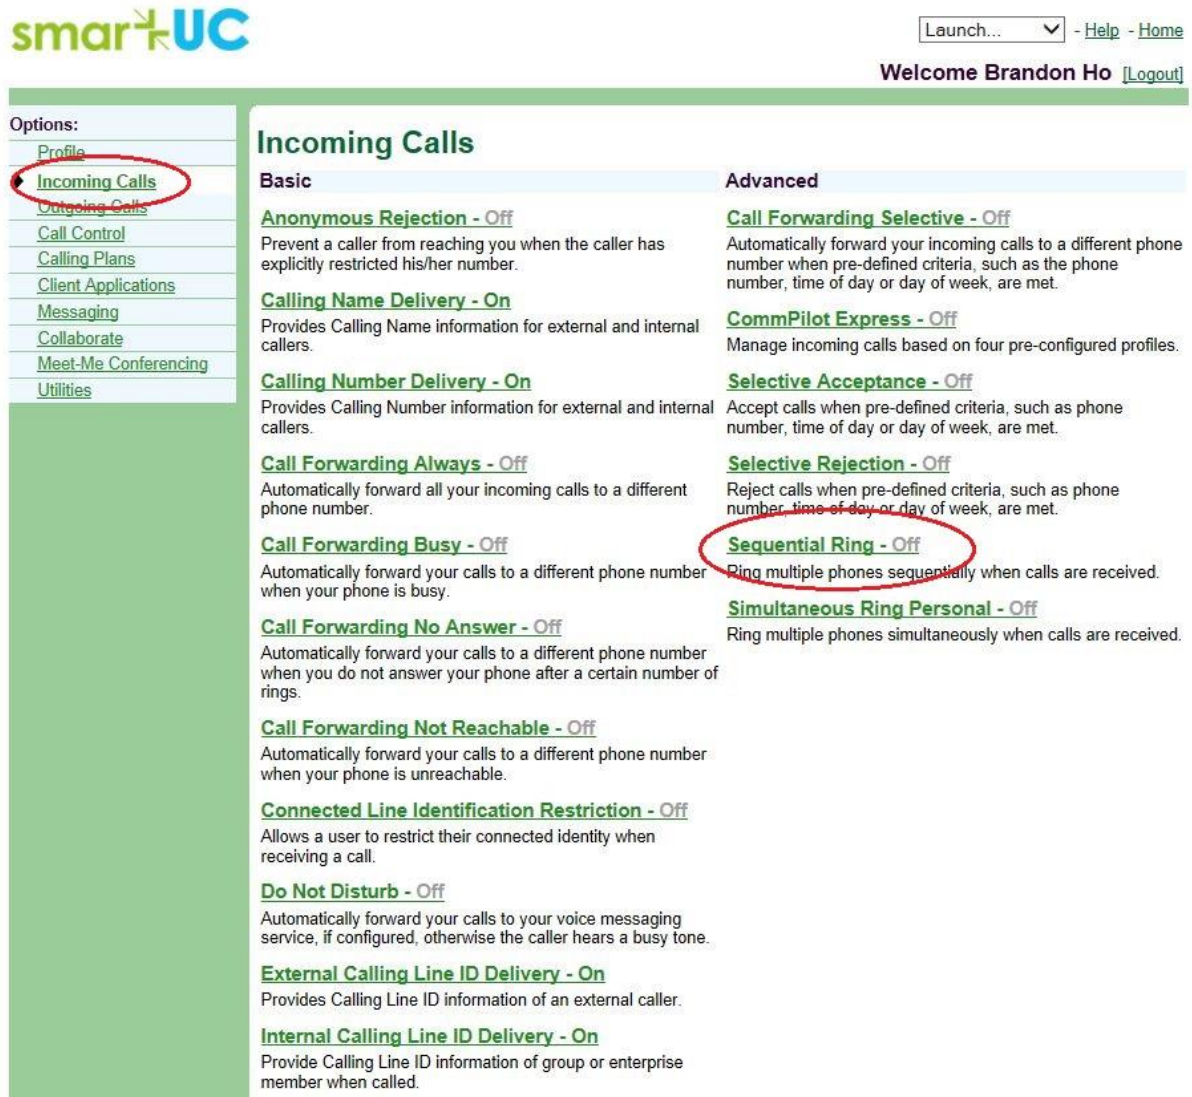 smartUC
Launch... - Help - Home
Welcome Brandon Ho [Logout]
Options:
Profile
Incoming Calls
Outgoing Calls
Call Control
Calling Plans
Client Applications
Messaging
Collaborate
Meet-Me Conferencing
Utilities
Incoming Calls
Basic
Anonymous Rejection - Off
Prevent a caller from reaching you when the caller has
explicitly restricted his/her number.
Calling Name Delivery - On
Provides Calling Name information for external and internal
callers.
Calling Number Delivery - On
Provides Calling Number information for external and internal
callers.
Call Forwarding Always - Off
Automatically forward all your incoming calls to a different
phone number.
Call Forwarding Busy - Off
Automatically forward your calls to a different phone number
when your phone is busy.
Call Forwarding No Answer - Off
Automatically forward your calls to a different phone number
when you do not answer your phone after a certain number of
rings.
Call Forwarding Not Reachable - Off
Automatically forward your calls to a different phone number
when your phone is unreachable.
Connected Line Identification Restriction - Off
Allows a user to restrict their connected identity when
receiving a call.
Do Not Disturb - Off
Automatically forward your calls to your voice messaging
service, if configured, otherwise the caller hears a busy tone.
External Calling Line ID Delivery - On
Provides Calling Line ID information of an external caller.
Internal Calling Line ID Delivery - On
Provide Calling Line ID information of group or enterprise
member when called.
Advanced
Call Forwarding Selective - Off
Automatically forward your incoming calls to a different phone
number when pre-defined criteria, such as the phone
number, time of day or day of week, are met.
CommPilot Express - Off
Manage incoming calls based on four pre-configured profiles.
Selective Acceptance - Off
Accept calls when pre-defined criteria, such as phone
number, time of day or day of week, are met.
Selective Rejection - Off
Reject calls when pre-defined criteria, such as phone
number, time of day or day of week, are met.
Sequential Ring - Off
Ring multiple phones sequentially when calls are received.
Simultaneous Ring Personal - Off
Ring multiple phones simultaneously when calls are received.